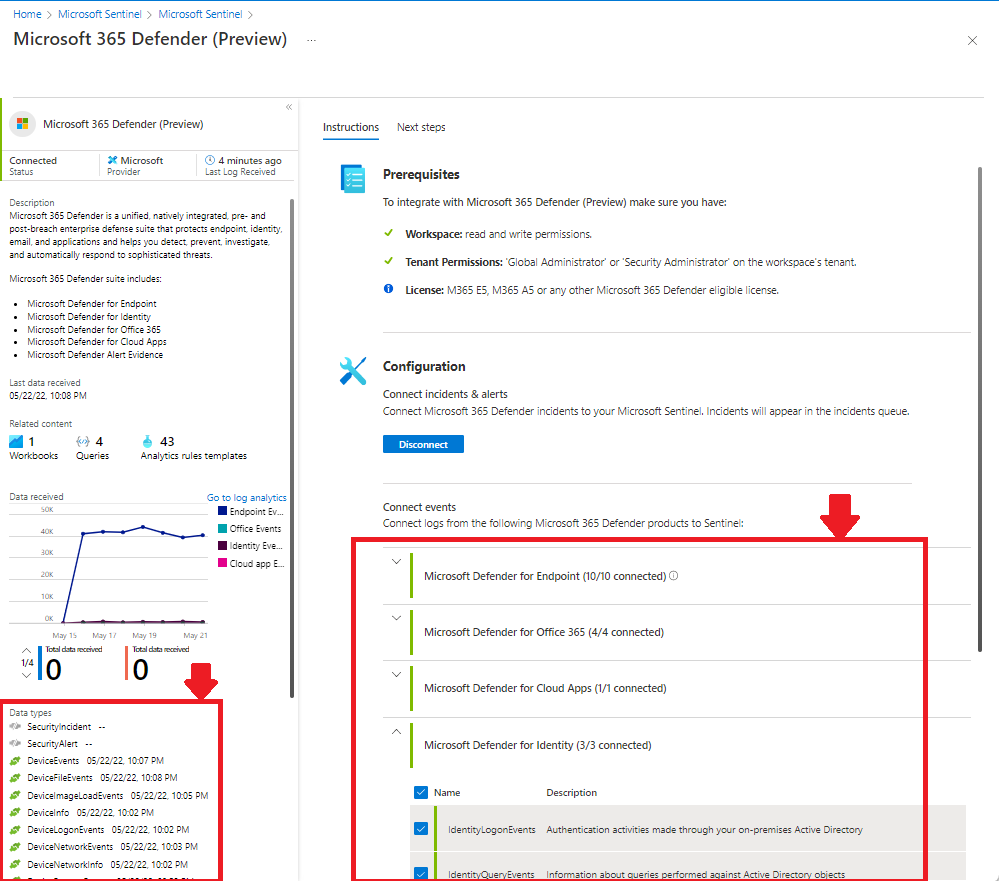 Home > Microsoft Sentinel > Microsoft Sentinel >
Microsoft 365 Defender (Preview) ...
«
Microsoft 365 Defender (Preview)
Connected
Status
Microsoft
Provider
4 minutes ago
Last Log Received
Description
Microsoft 365 Defender is a unified, natively integrated, pre- and
post-breach enterprise defense suite that protects endpoint, identity,
email, and applications and helps you detect, prevent, investigate,
and automatically respond to sophisticated threats.
Microsoft 365 Defender suite includes:
• Microsoft Defender for Endpoint
• Microsoft Defender for Identity
• Microsoft Defender for Office 365
• Microsoft Defender for Cloud Apps
• Microsoft Defender Alert Evidence
Last data received
05/22/22, 10:08 PM
Related content
1
Workbooks
4
Queries
43
Analytics rules templates
Data received
Go to log analytics
50K
40K
30K
20K
10K
0K
May 15 May 17 May 19 May 21
Endpoint Ev...
Office Events
Identity Eve...
Cloud app E...
1/4
Total data received
0
Total data received
0
Data types
SecurityIncident --
SecurityAlert --
DeviceEvents 05/22/22, 10:07 PM
DeviceFileEvents 05/22/22, 10:08 PM
DeviceImageLoadEvents 05/22/22, 10:05 PM
DeviceInfo 05/22/22, 10:02 PM
DeviceLogonEvents 05/22/22, 10:02 PM
DeviceNetworkEvents 05/22/22, 10:03 PM
DeviceNetworkInfo 05/22/22, 10:02 PM
Instructions Next steps
Prerequisites
To integrate with Microsoft 365 Defender (Preview) make sure you have:
Workspace: read and write permissions.
Tenant Permissions: 'Global Administrator' or 'Security Administrator' on the workspace's tenant.
License: M365 E5, M365 A5 or any other Microsoft 365 Defender eligible license.
Configuration
Connect incidents & alerts
Connect Microsoft 365 Defender incidents to your Microsoft Sentinel. Incidents will appear in the incidents queue.
Disconnect
Connect events
Connect logs from the following Microsoft 365 Defender products to Sentinel:
Microsoft Defender for Endpoint (10/10 connected)
Microsoft Defender for Office 365 (4/4 connected)
Microsoft Defender for Cloud Apps (1/1 connected)
Microsoft Defender for Identity (3/3 connected)
Name Description
IdentityLogonEvents Authentication activities made through your on-premises Active Directory
IdentityQueryEvents Information about queries performed against Active Directory objects